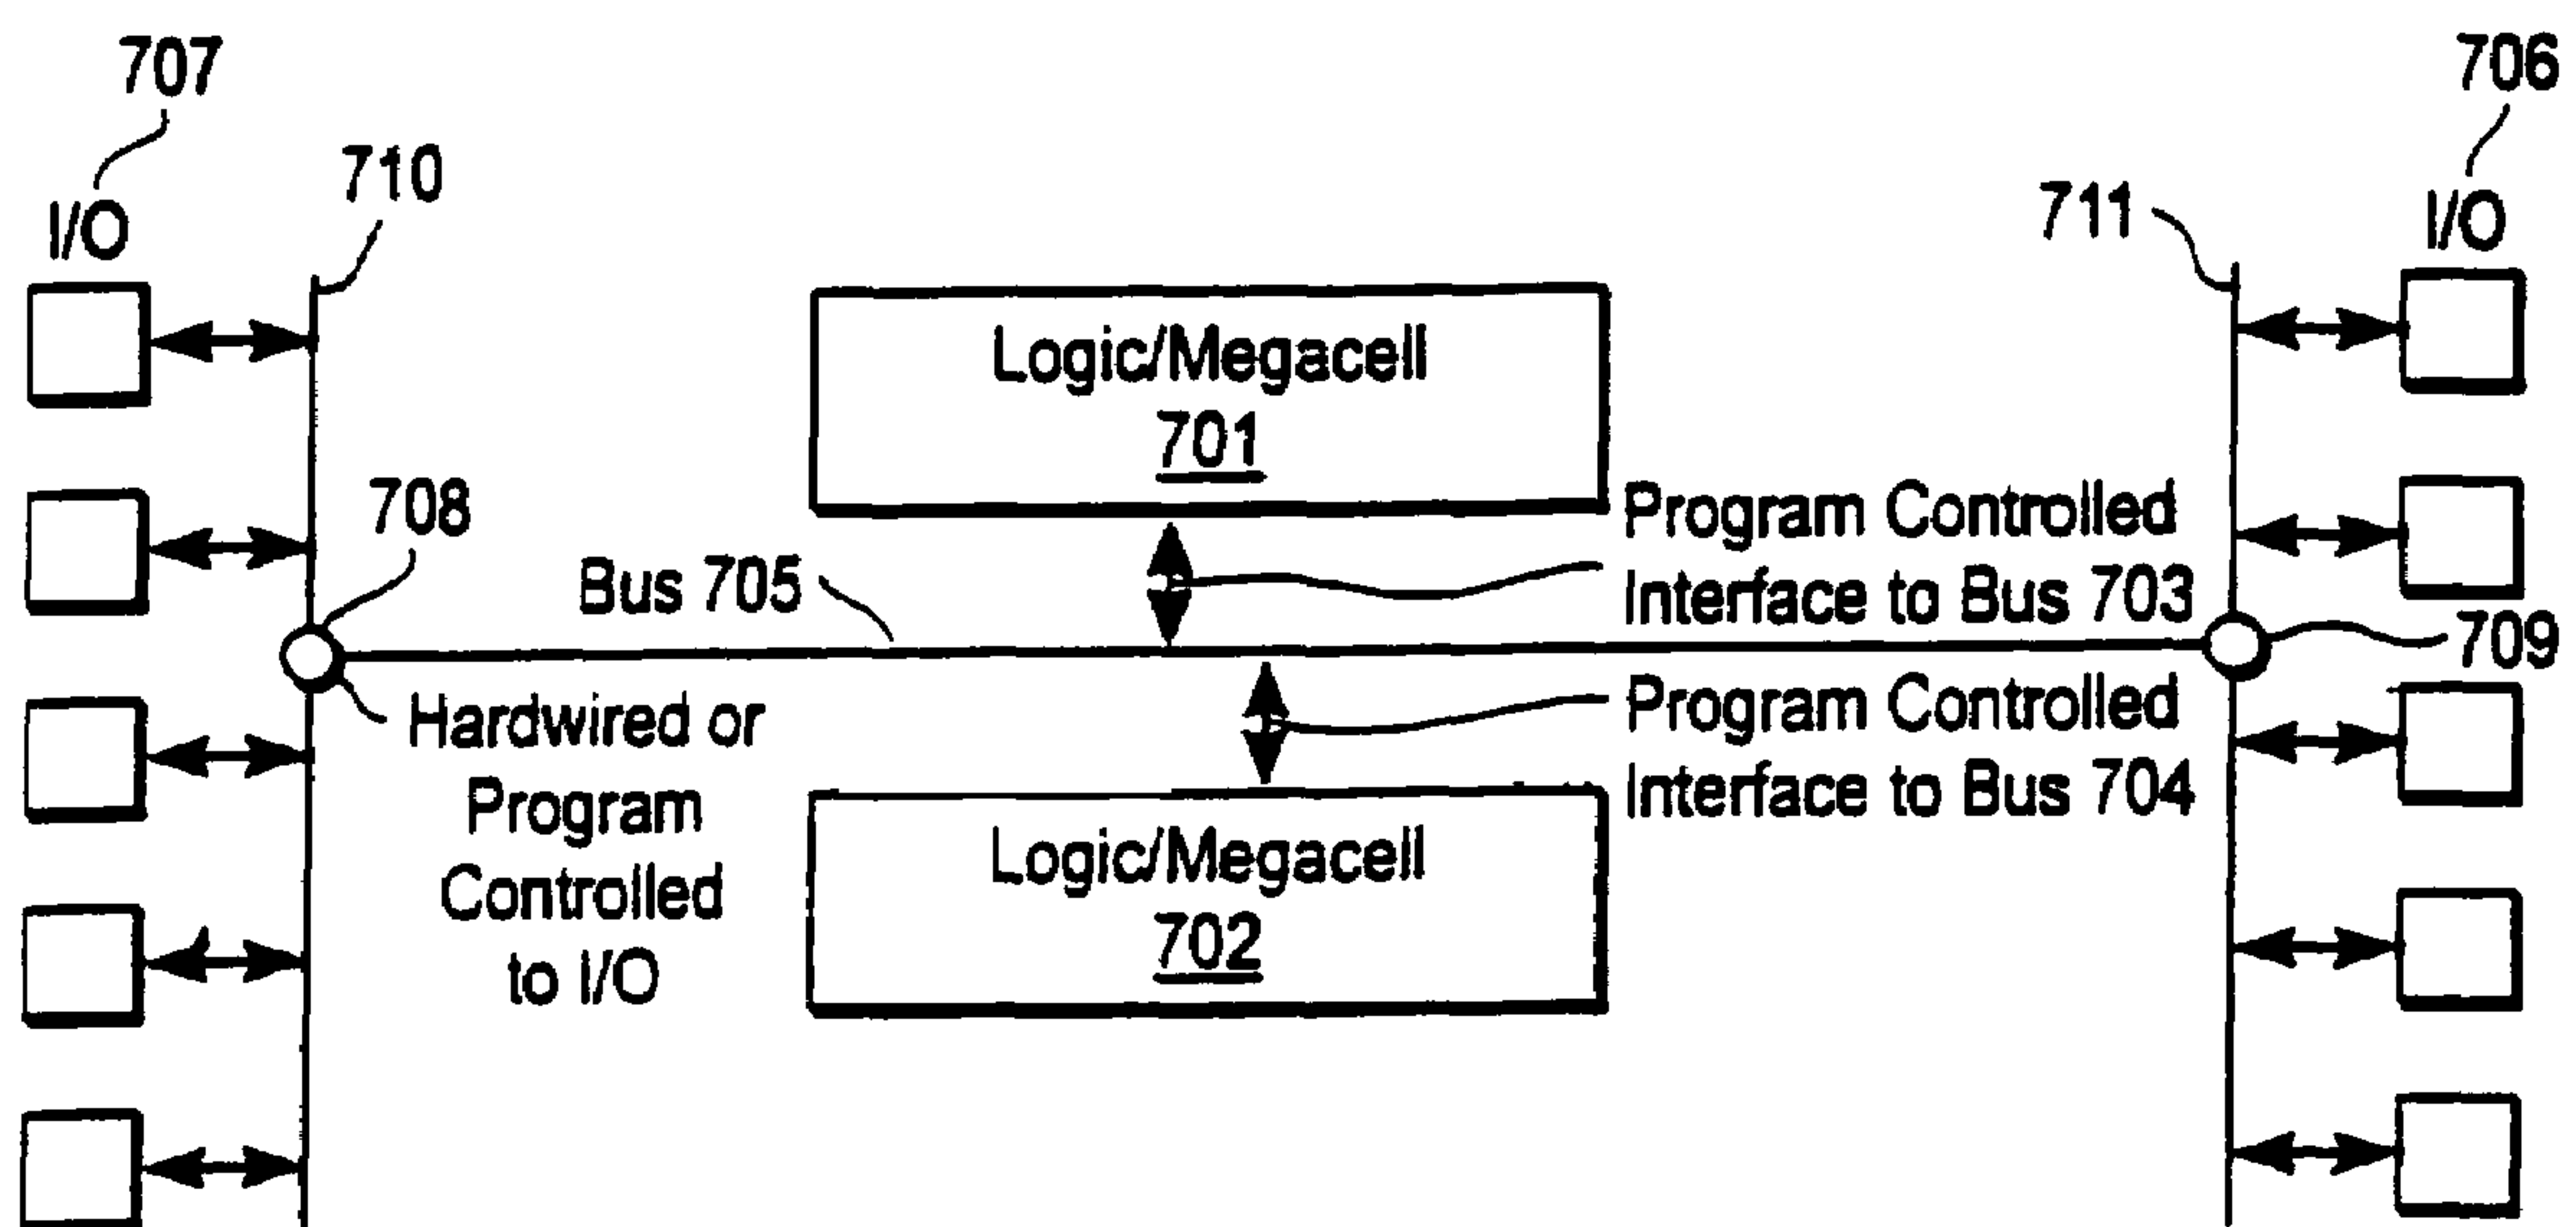 707
706
I/O
710
711
I/O
Logic/Megacell
701
708
Bus 705
Program Controlled
Interface to Bus 703
709
Hardwired or
Program
Controlled
to I/O
Program Controlled
Interface to Bus 704
Logic/Megacell
702